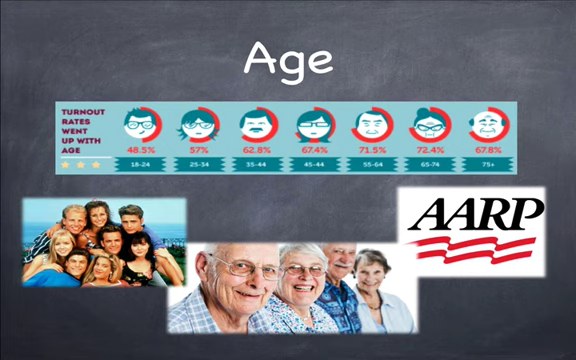 Age
TURNOUT
RATES
WENT
UP WITH
AGE
48.5% 57% 62.8% 67.4% 71.5% 72.4% 67.8%
18-24 25-34 35-44 45-44 55-64 65-74 75+
AARP